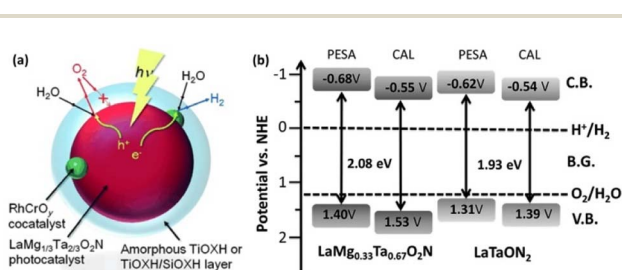 (a)
O₂
hν
H₂O
H₂O
H₂
h⁺
e⁻
RhCrOᵧ
cocatalyst
LaMg₁/₃Ta₂/₃O₂N
photocatalyst
Amorphous TiOXH or
TiOXH/SiOXH layer
(b)
PESA CAL PESA CAL
-1
-0.68V -0.55 V -0.62V -0.54 V C.B.
0
H⁺/H₂
Potential vs. NHE
2.08 eV 1.93 eV B.G.
1
O₂/H₂O
1.40V 1.53 V 1.31V 1.39 V V.B.
2
LaMg₀.₃₃Ta₀.₆₇O₂N LaTaON₂